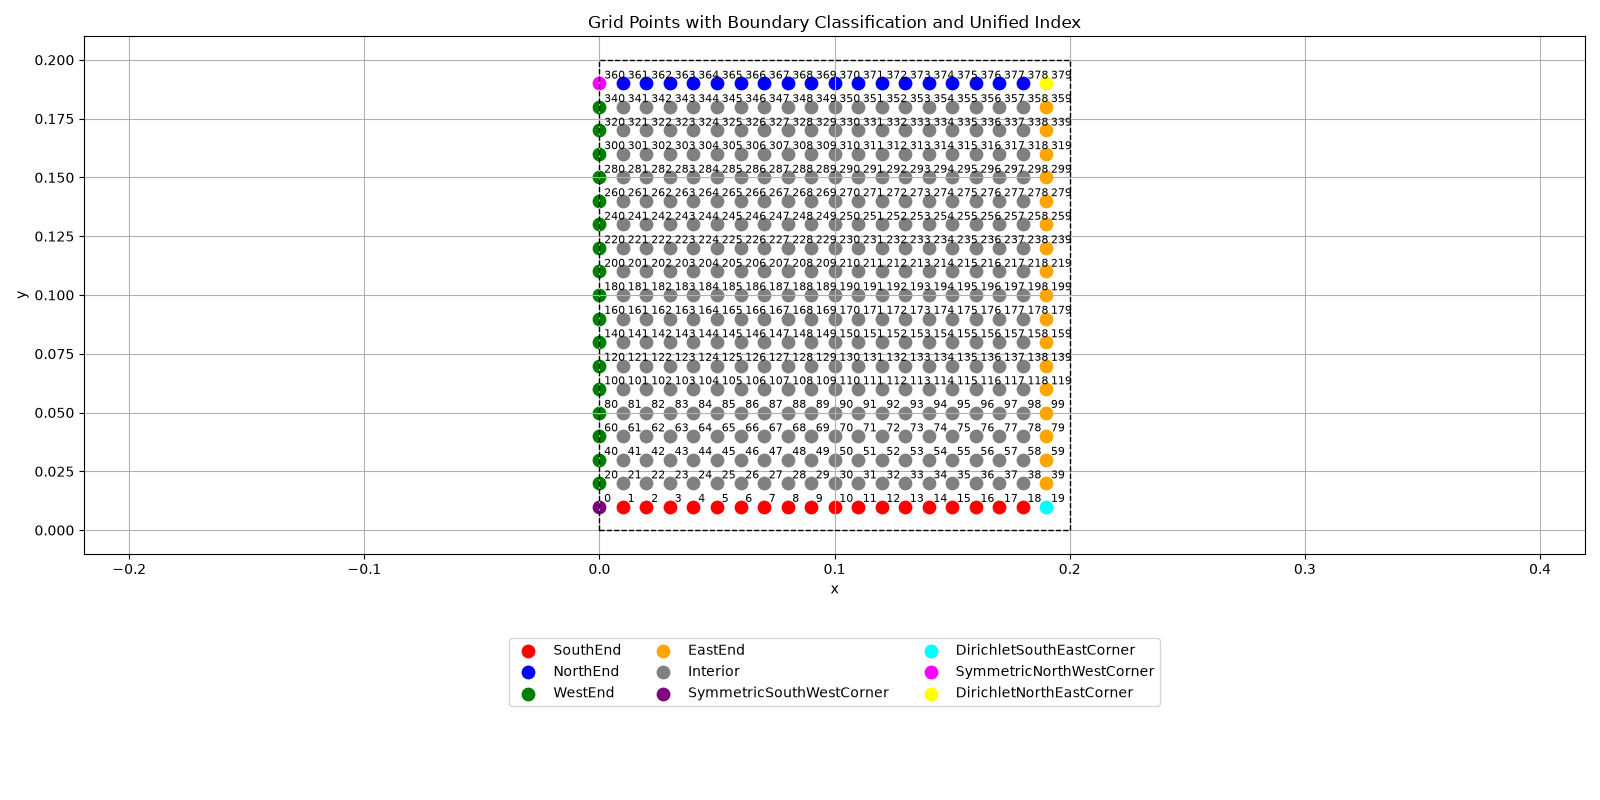 Grid Points with Boundary Classification and Unified Index
0.200
360 361 362 363 364 365 366 367 368 369 370 371 372 373 374 375 376 377 378 379
340 341 342 343 344 345 346 347 348 349 350 351 352 353 354 355 356 357 358 359
0.175
320 321 322 323 324 325 326 327 328 329 330 331 332 333 334 335 336 337 338 339
300 301 302 303 304 305 306 307 308 309 310 311 312 313 314 315 316 317 318 319
0.150
280 281 282 283 284 285 286 287 288 289 290 291 292 293 294 295 296 297 298 299
260 261 262 263 264 265 266 267 268 269 270 271 272 273 274 275 276 277 278 279
0.125
240 241 242 243 244 245 246 247 248 249 250 251 252 253 254 255 256 257 258 259
220 221 222 223 224 225 226 227 228 229 230 231 232 233 234 235 236 237 238 239
200 201 202 203 204 205 206 207 208 209 210 211 212 213 214 215 216 217 218 219
y
0.100
180 181 182 183 184 185 186 187 188 189 190 191 192 193 194 195 196 197 198 199
160 161 162 163 164 165 166 167 168 169 170 171 172 173 174 175 176 177 178 179
140 141 142 143 144 145 146 147 148 149 150 151 152 153 154 155 156 157 158 159
0.075
120 121 122 123 124 125 126 127 128 129 130 131 132 133 134 135 136 137 138 139
100 101 102 103 104 105 106 107 108 109 110 111 112 113 114 115 116 117 118 119
0.050
80 81 82 83 84 85 86 87 88 89 90 91 92 93 94 95 96 97 98 99
60 61 62 63 64 65 66 67 68 69 70 71 72 73 74 75 76 77 78 79
0.025
40 41 42 43 44 45 46 47 48 49 50 51 52 53 54 55 56 57 58 59
20 21 22 23 24 25 26 27 28 29 30 31 32 33 34 35 36 37 38 39
0 1 2 3 4 5 6 7 8 9 10 11 12 13 14 15 16 17 18 19
0.000
−0.2 −0.1 0.0 0.1 0.2 0.3 0.4
x
SouthEnd EastEnd DirichletSouthEastCorner
NorthEnd Interior SymmetricNorthWestCorner
WestEnd SymmetricSouthWestCorner DirichletNorthEastCorner